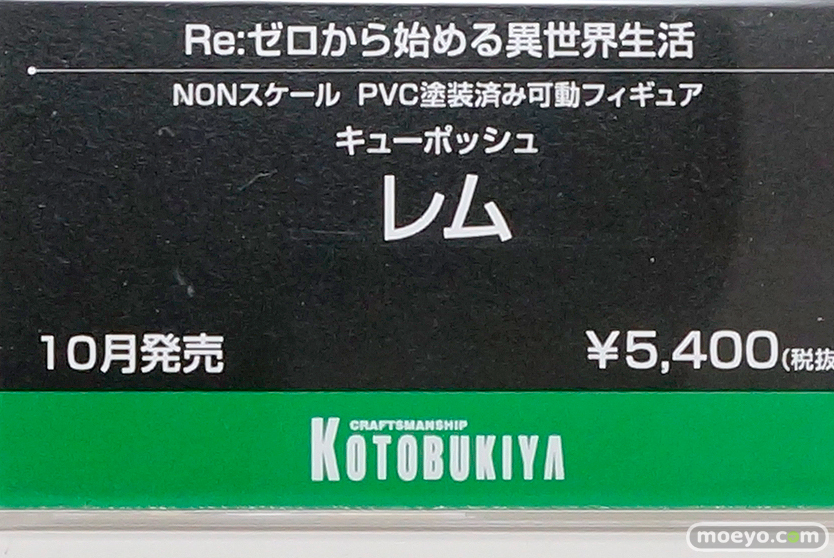 Re:ゼロから始める異世界生活
NONスケール PVC塗装済み可動フィギュア
キューポッシュ
レム
10月発売
¥5,400(税抜
CRAFTSMANSHIP
KOTOBUKIYA
moeyo.com